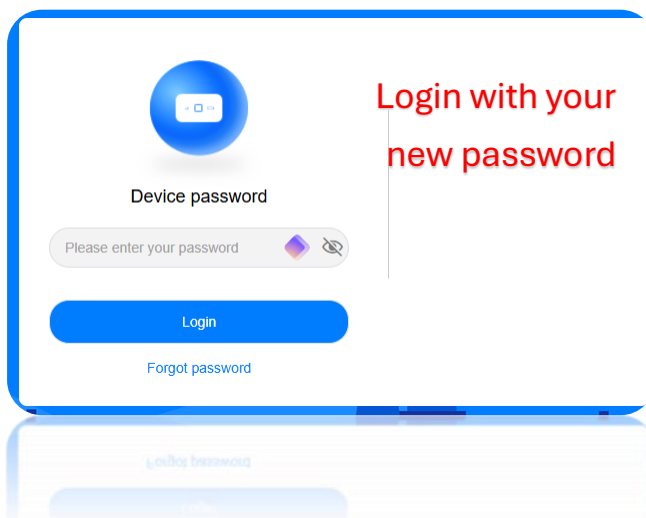 Login with your
new password
Device password
Please enter your password
Login
Forgot password